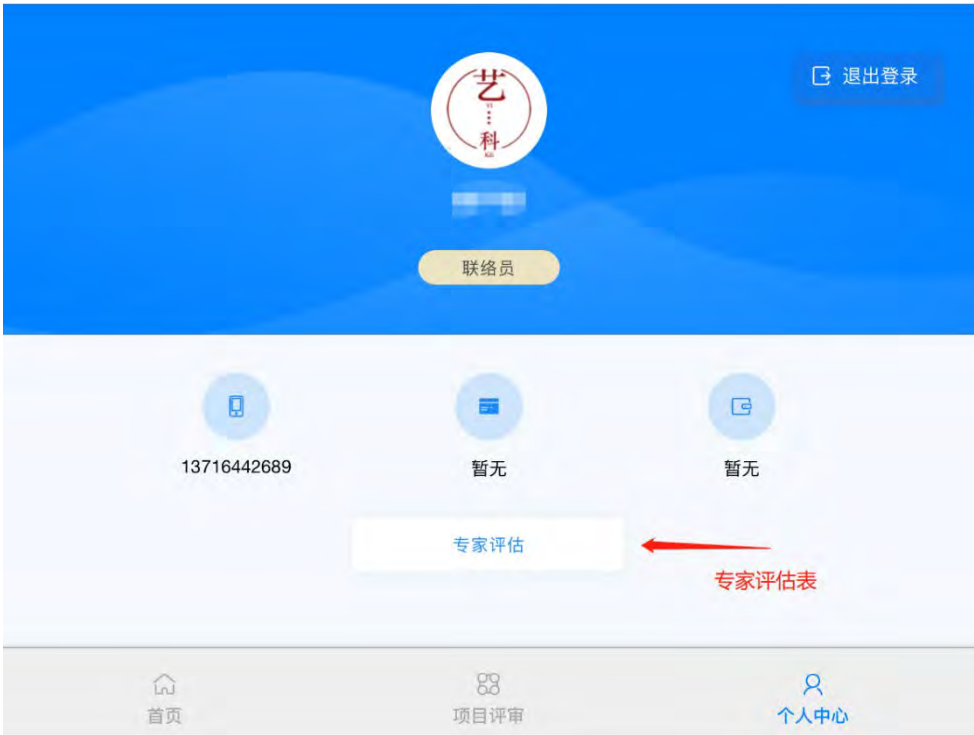 退出登录
艺
科
联络员
13716442689
暂无
暂无
专家评估
专家评估表
首页
项目评审
个人中心